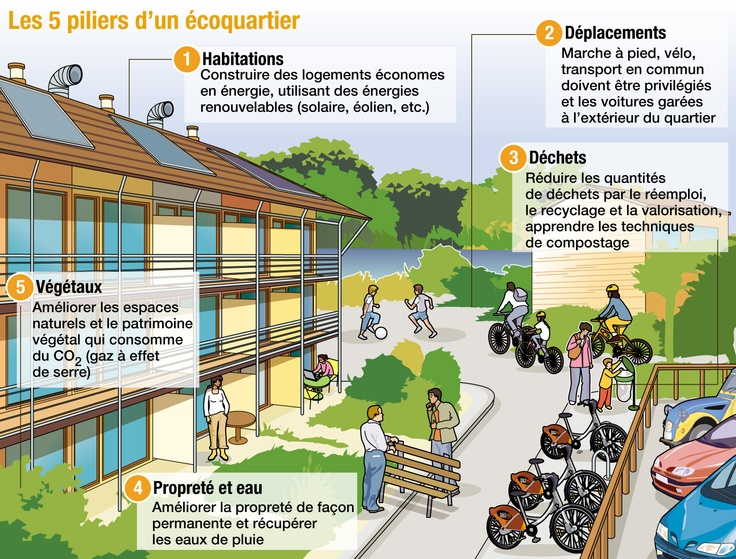 Les 5 piliers d'un écoquartier
1 Habitations
Construire des logements économes
en énergie, utilisant des énergies
renouvelables (solaire, éolien, etc.)
2 Déplacements
Marche à pied, vélo,
transport en commun
doivent être privilégiés
et les voitures garées
à l'extérieur du quartier
3 Déchets
Réduire les quantités
de déchets par le réemploi,
le recyclage et la valorisation,
apprendre les techniques
de compostage
5 Végétaux
Améliorer les espaces
naturels et le patrimoine
végétal qui consomme
du CO2 (gaz à effet
de serre)
4 Propreté et eau
Améliorer la propreté de façon
permanente et récupérer
les eaux de pluie